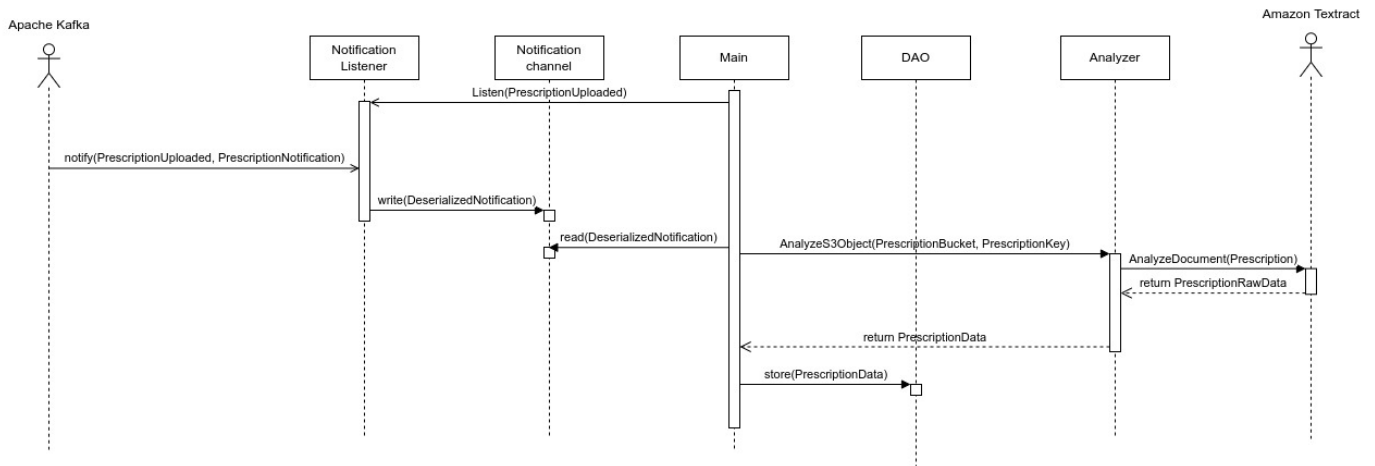 Apache Kafka
Amazon Textract
Notification
Listener
Notification
channel
Main
DAO
Analyzer
Listen(PrescriptionUploaded)
notify(PrescriptionUploaded, PrescriptionNotification)
write(DeserializedNotification)
read(DeserializedNotification)
AnalyzeS3Object(PrescriptionBucket, PrescriptionKey)
AnalyzeDocument(Prescription)
return PrescriptionRawData
return PrescriptionData
store(PrescriptionData)